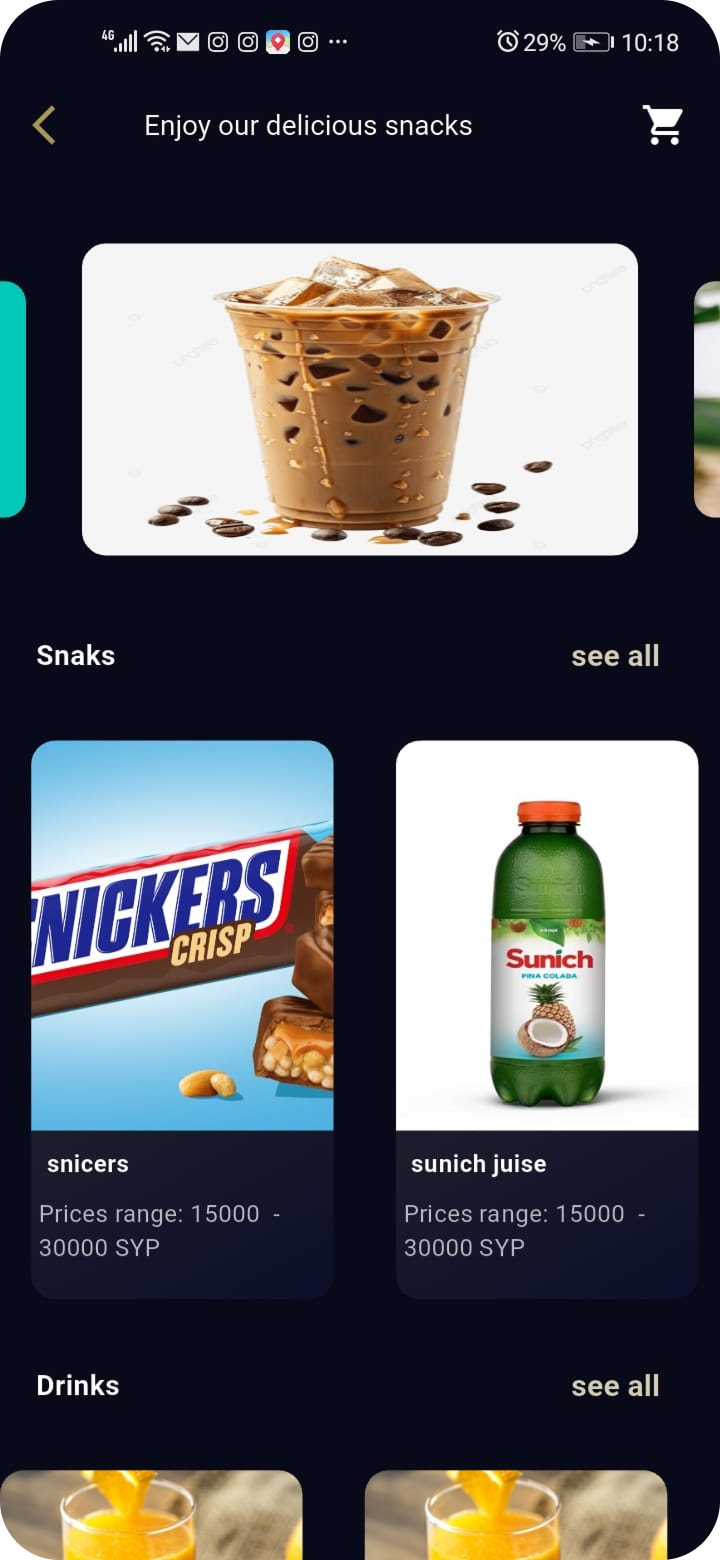 4G 29% 10:18
Enjoy our delicious snacks
Snaks see all
SNICKERS
CRISP
Sunich
PINA COLADA
snicers
Prices range: 15000 -
30000 SYP
sunich juise
Prices range: 15000 -
30000 SYP
Drinks see all